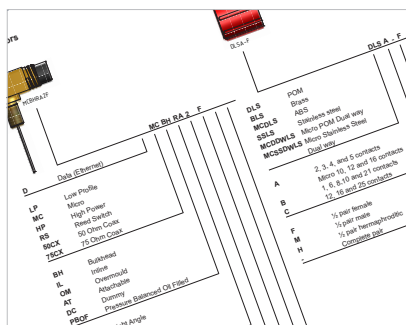 ors
MCBHRA2F
MC BH RA 2 F
D Data (Ethernet)
LP Low Profile
MC Micro
HP High Power
RS Reed Switch
50CX 50 Ohm Coax
75CX 75 Ohm Coax
BH Bulkhead
IL Inline
OM Overmould
AT Attachable
DC Dummy
PBOF Pressure Balanced Oil Filled
ght Angle
DLSA-F
DLS A - F
DLS POM
BLS Brass
MCDLS ABS
SSLS Stainless steel
MCDDWLS Micro POM Dual way
MCSSDWLS Micro Stainless Steel
Dual way
A 2, 3, 4, and 5 contacts
Micro 10, 12 and 16 contacts
B 1, 6, 8, 10 and 21 contacts
C 12, 16 and 25 contacts
F ½ pair female
M ½ pair male
H ½ pair hermaphroditic
- Complete pair